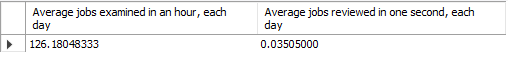 Average jobs examined in an hour, each
day
Average jobs reviewed in one second, each
day
126.18048333
0.03505000